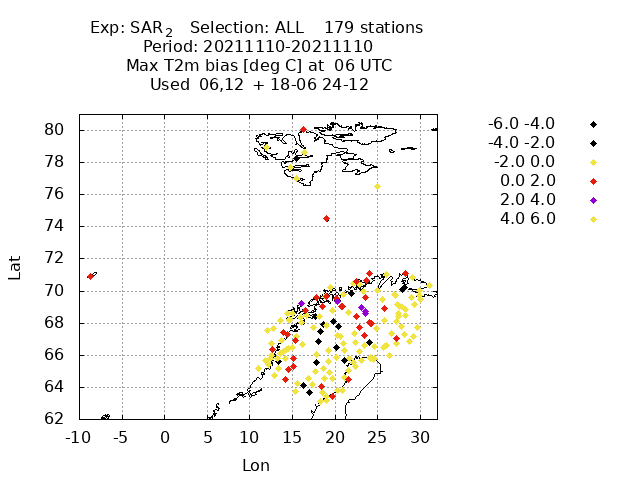 Exp: SAR₂ Selection: ALL 179 stations
Period: 20211110-20211110
Max T2m bias [deg C] at 06 UTC
Used 06,12 + 18-06 24-12
80
78
76
74
72
70
68
66
64
62
Lat
-10 -5 0 5 10 15 20 25 30
Lon
-6.0 -4.0
-4.0 -2.0
-2.0 0.0
0.0 2.0
2.0 4.0
4.0 6.0